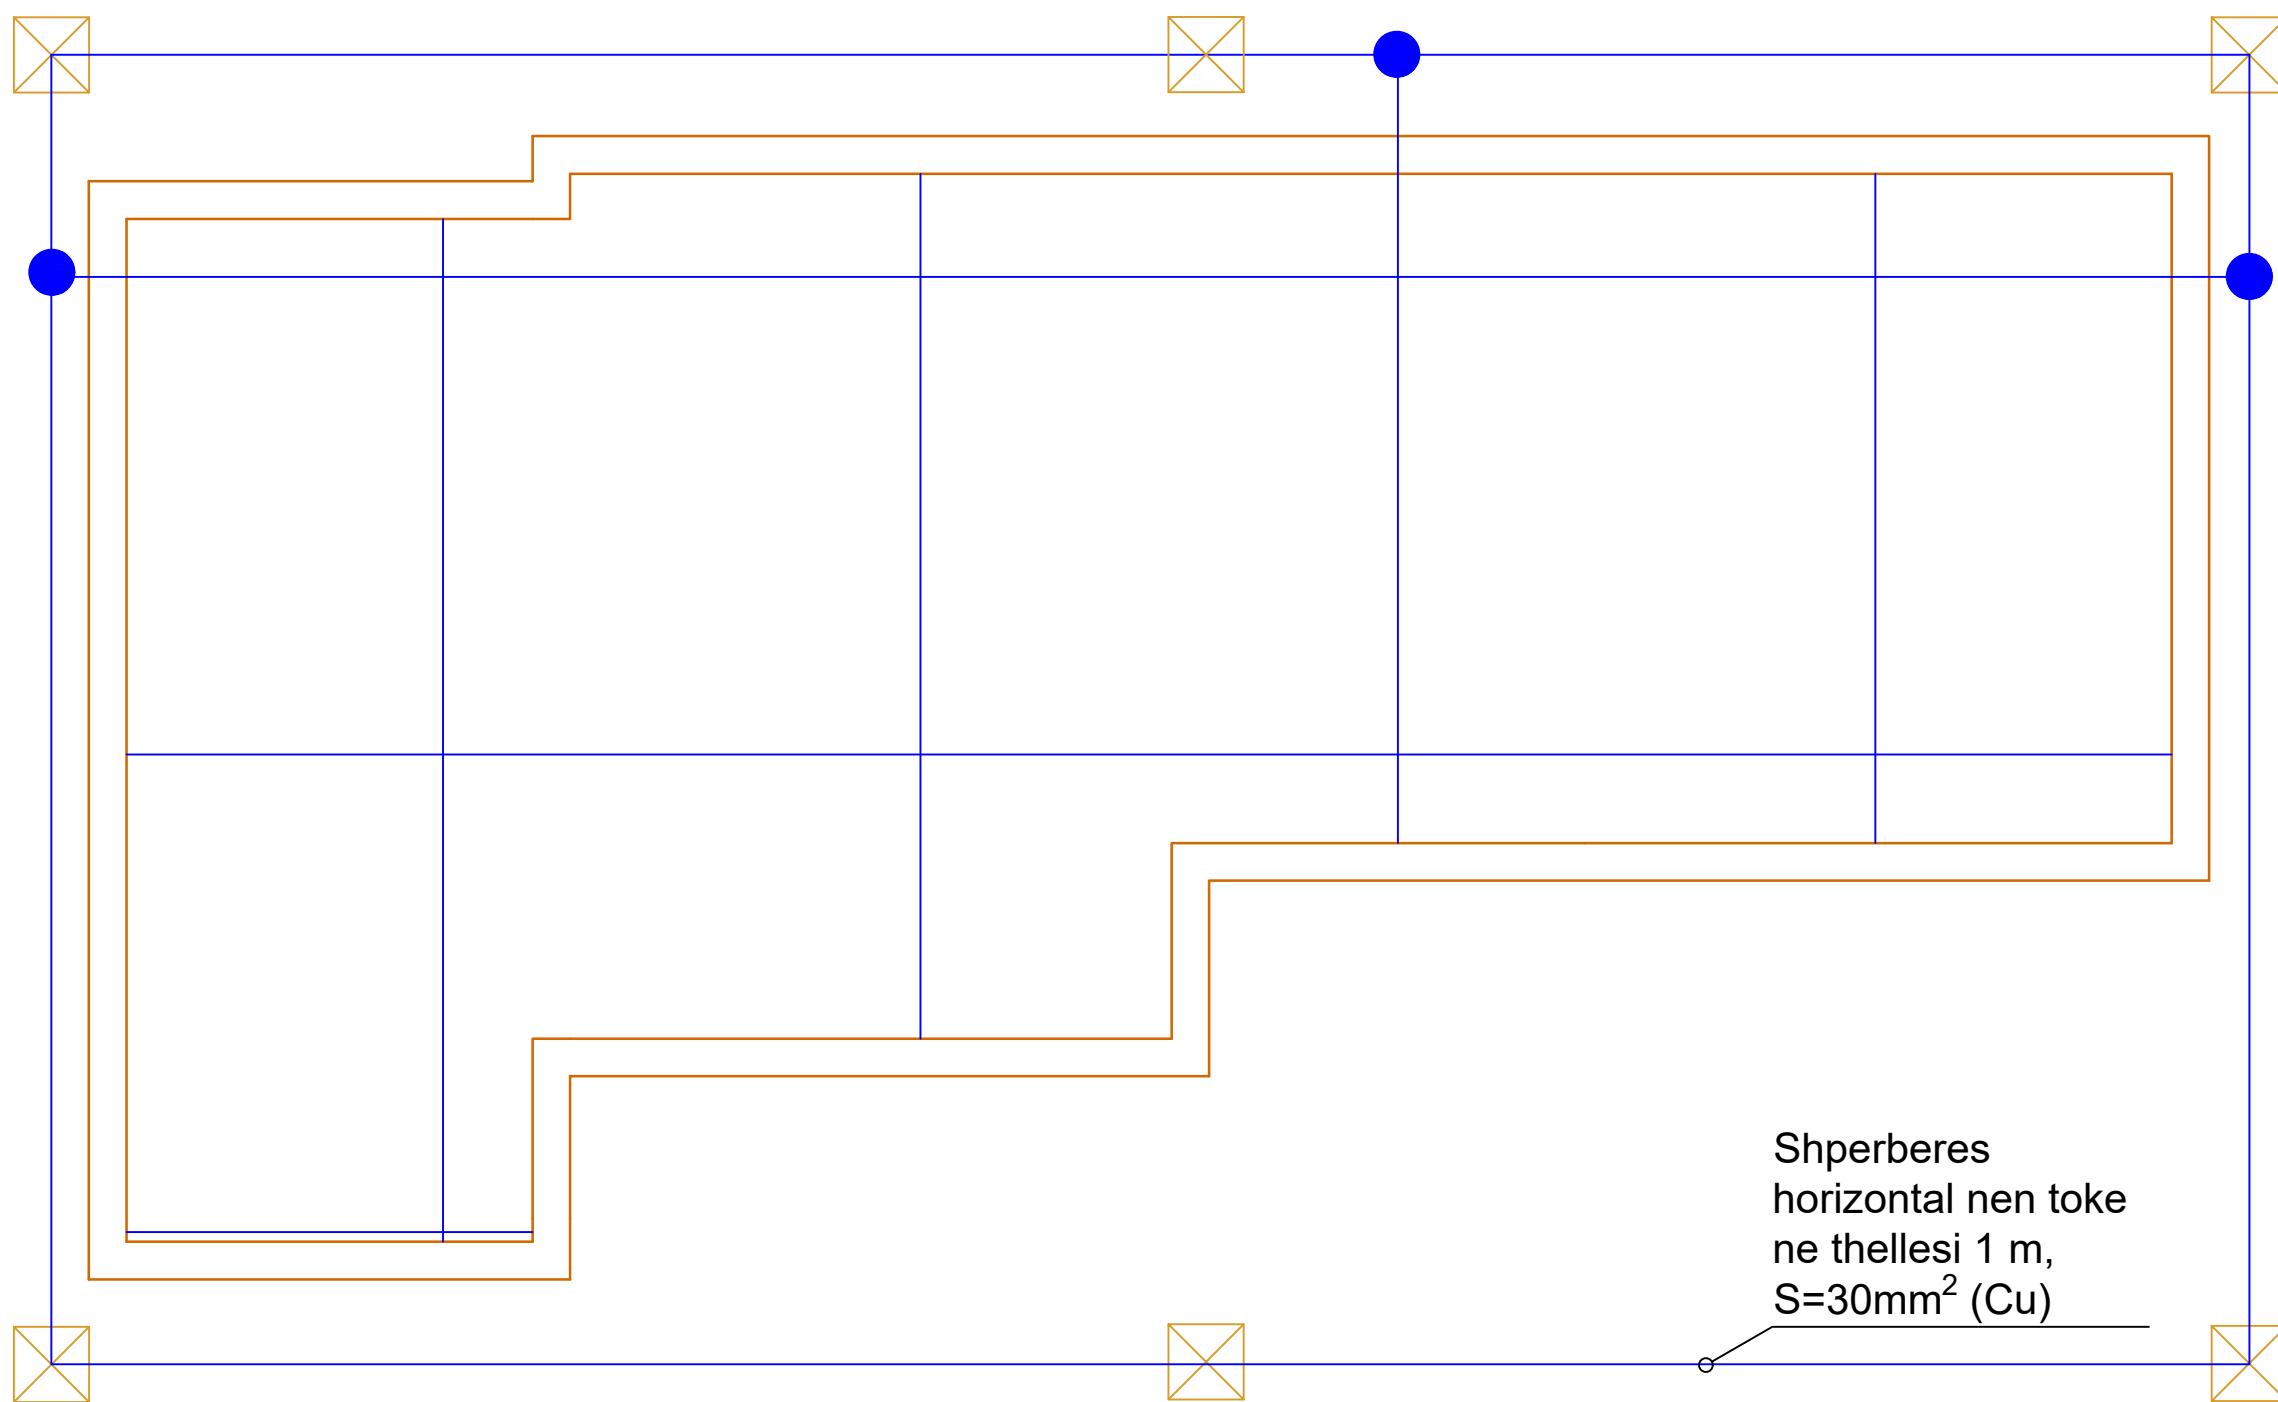 Shperberes
horizontal nen toke
ne thellesi 1 m,
S=30mm² (Cu)